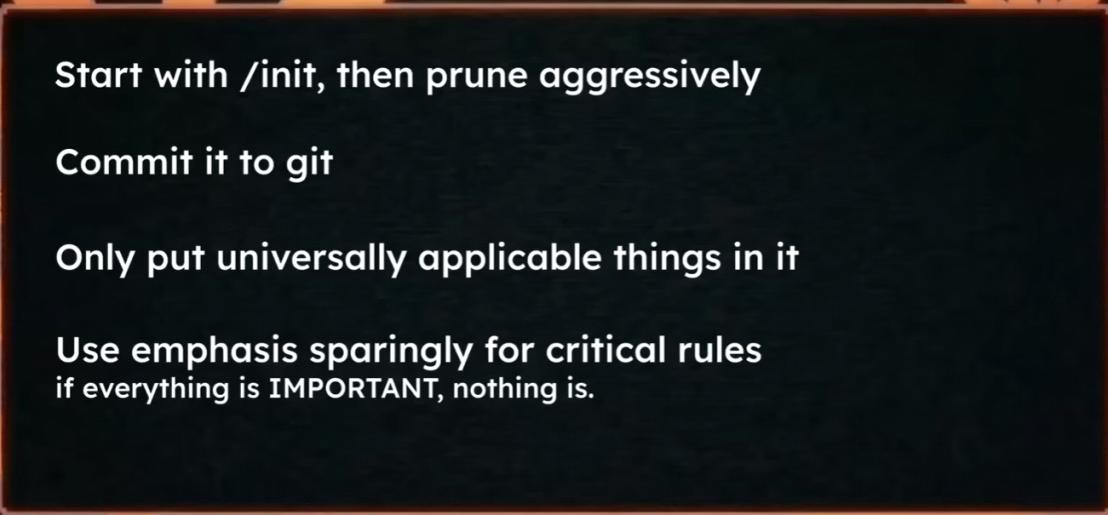 Start with /init, then prune aggressively
Commit it to git
Only put universally applicable things in it
Use emphasis sparingly for critical rules
if everything is IMPORTANT, nothing is.